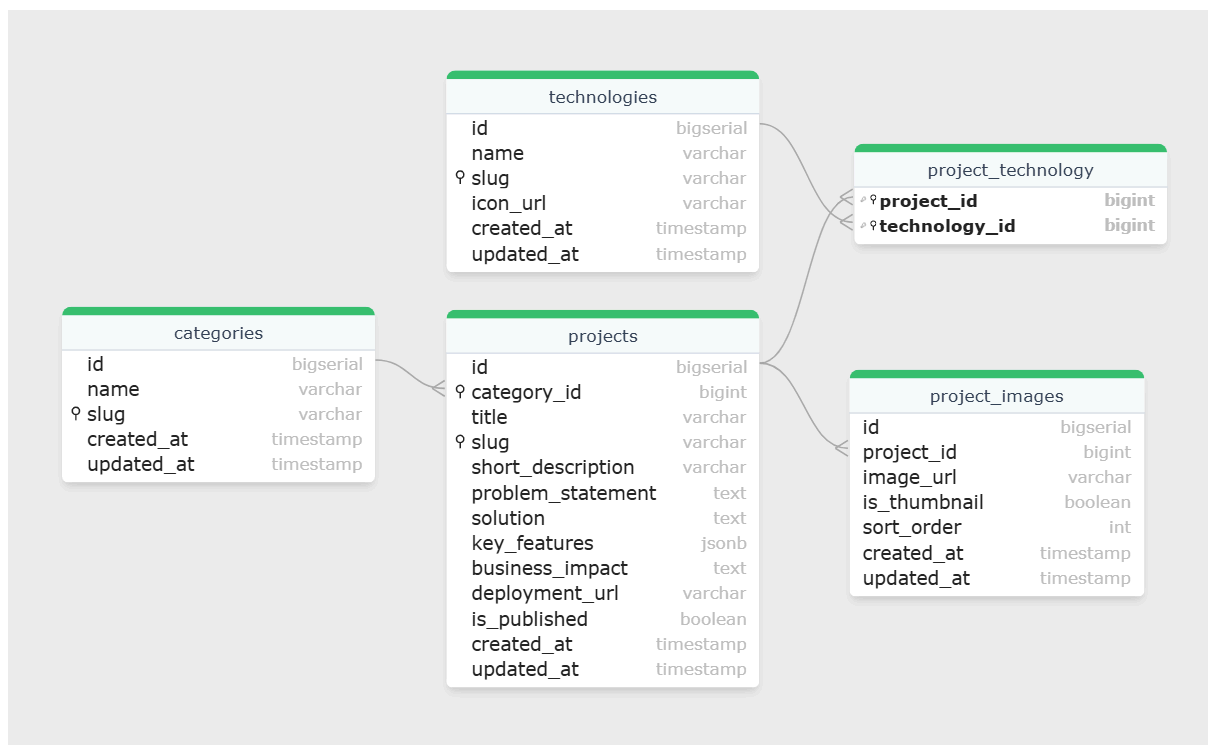 technologies
id bigserial
name varchar
slug varchar
icon_url varchar
created_at timestamp
updated_at timestamp
project_technology
project_id bigint
technology_id bigint
categories
id bigserial
name varchar
slug varchar
created_at timestamp
updated_at timestamp
projects
id bigserial
category_id bigint
title varchar
slug varchar
short_description varchar
problem_statement text
solution text
key_features jsonb
business_impact text
deployment_url varchar
is_published boolean
created_at timestamp
updated_at timestamp
project_images
id bigserial
project_id bigint
image_url varchar
is_thumbnail boolean
sort_order int
created_at timestamp
updated_at timestamp